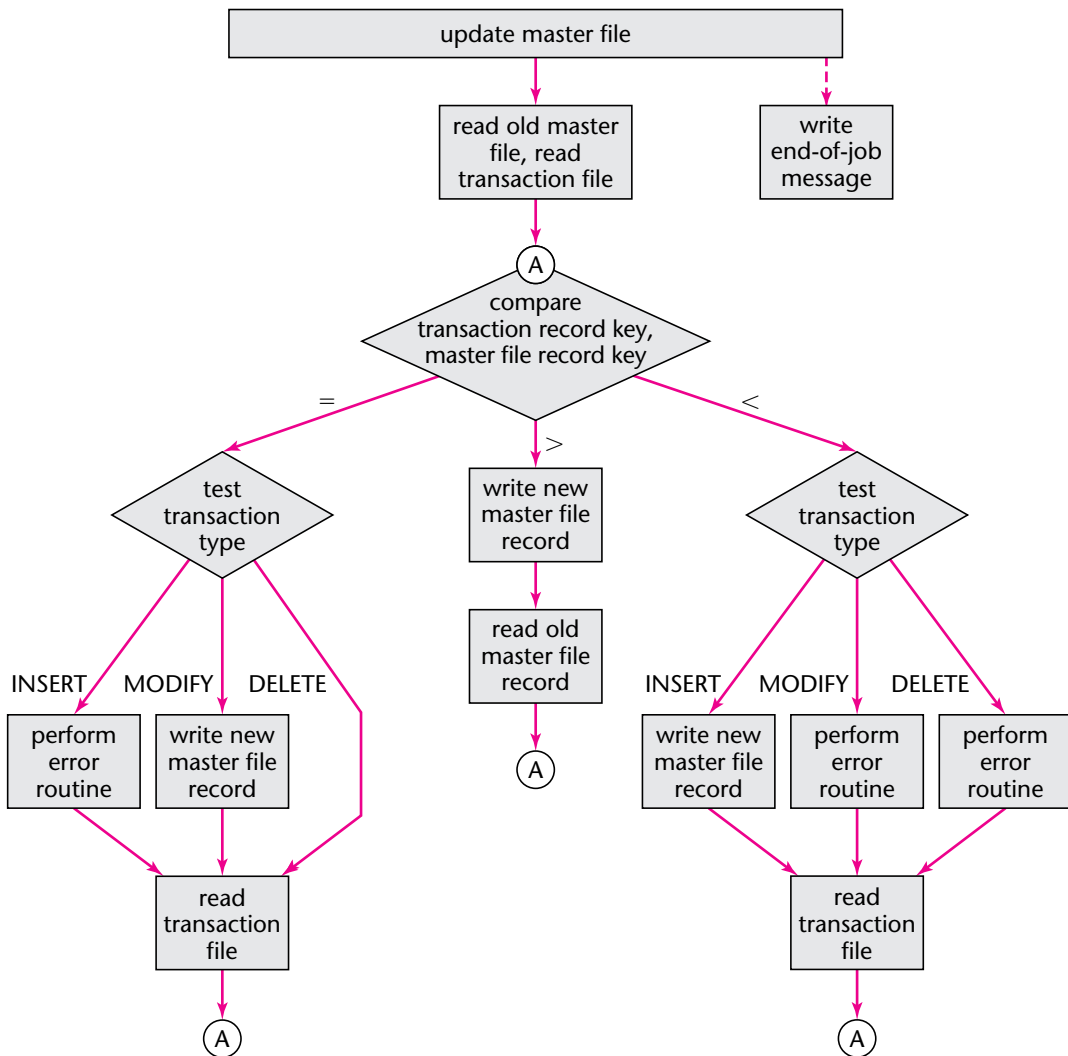 update master file
read old master
file, read
transaction file
write
end-of-job
message
A
compare
transaction record key,
master file record key
=
>
<
test
transaction
type
write new
master file
record
test
transaction
type
read old
master file
record
INSERT
MODIFY
DELETE
INSERT
MODIFY
DELETE
perform
error
routine
write new
master file
record
A
write new
master file
record
perform
error
routine
perform
error
routine
read
transaction
file
read
transaction
file
A
A